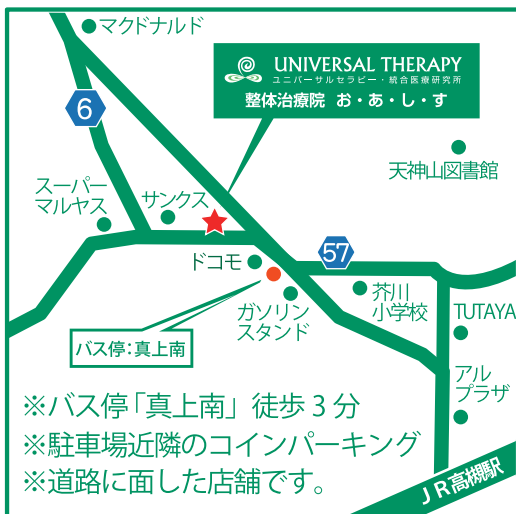 マクドナルド
UNIVERSAL THERAPY
ユニバーサルセラピー・統合医療研究所
整体治療院 お・あ・し・す
6
天神山図書館
スーパー
マルヤス
サンクス
57
ドコモ
ガソリン
スタンド
芥川
小学校
TUTAYA
バス停:真上南
アル
プラザ
※バス停「真上南」徒歩3分
※駐車場近隣のコインパーキング
※道路に面した店舗です。
JR高槻駅